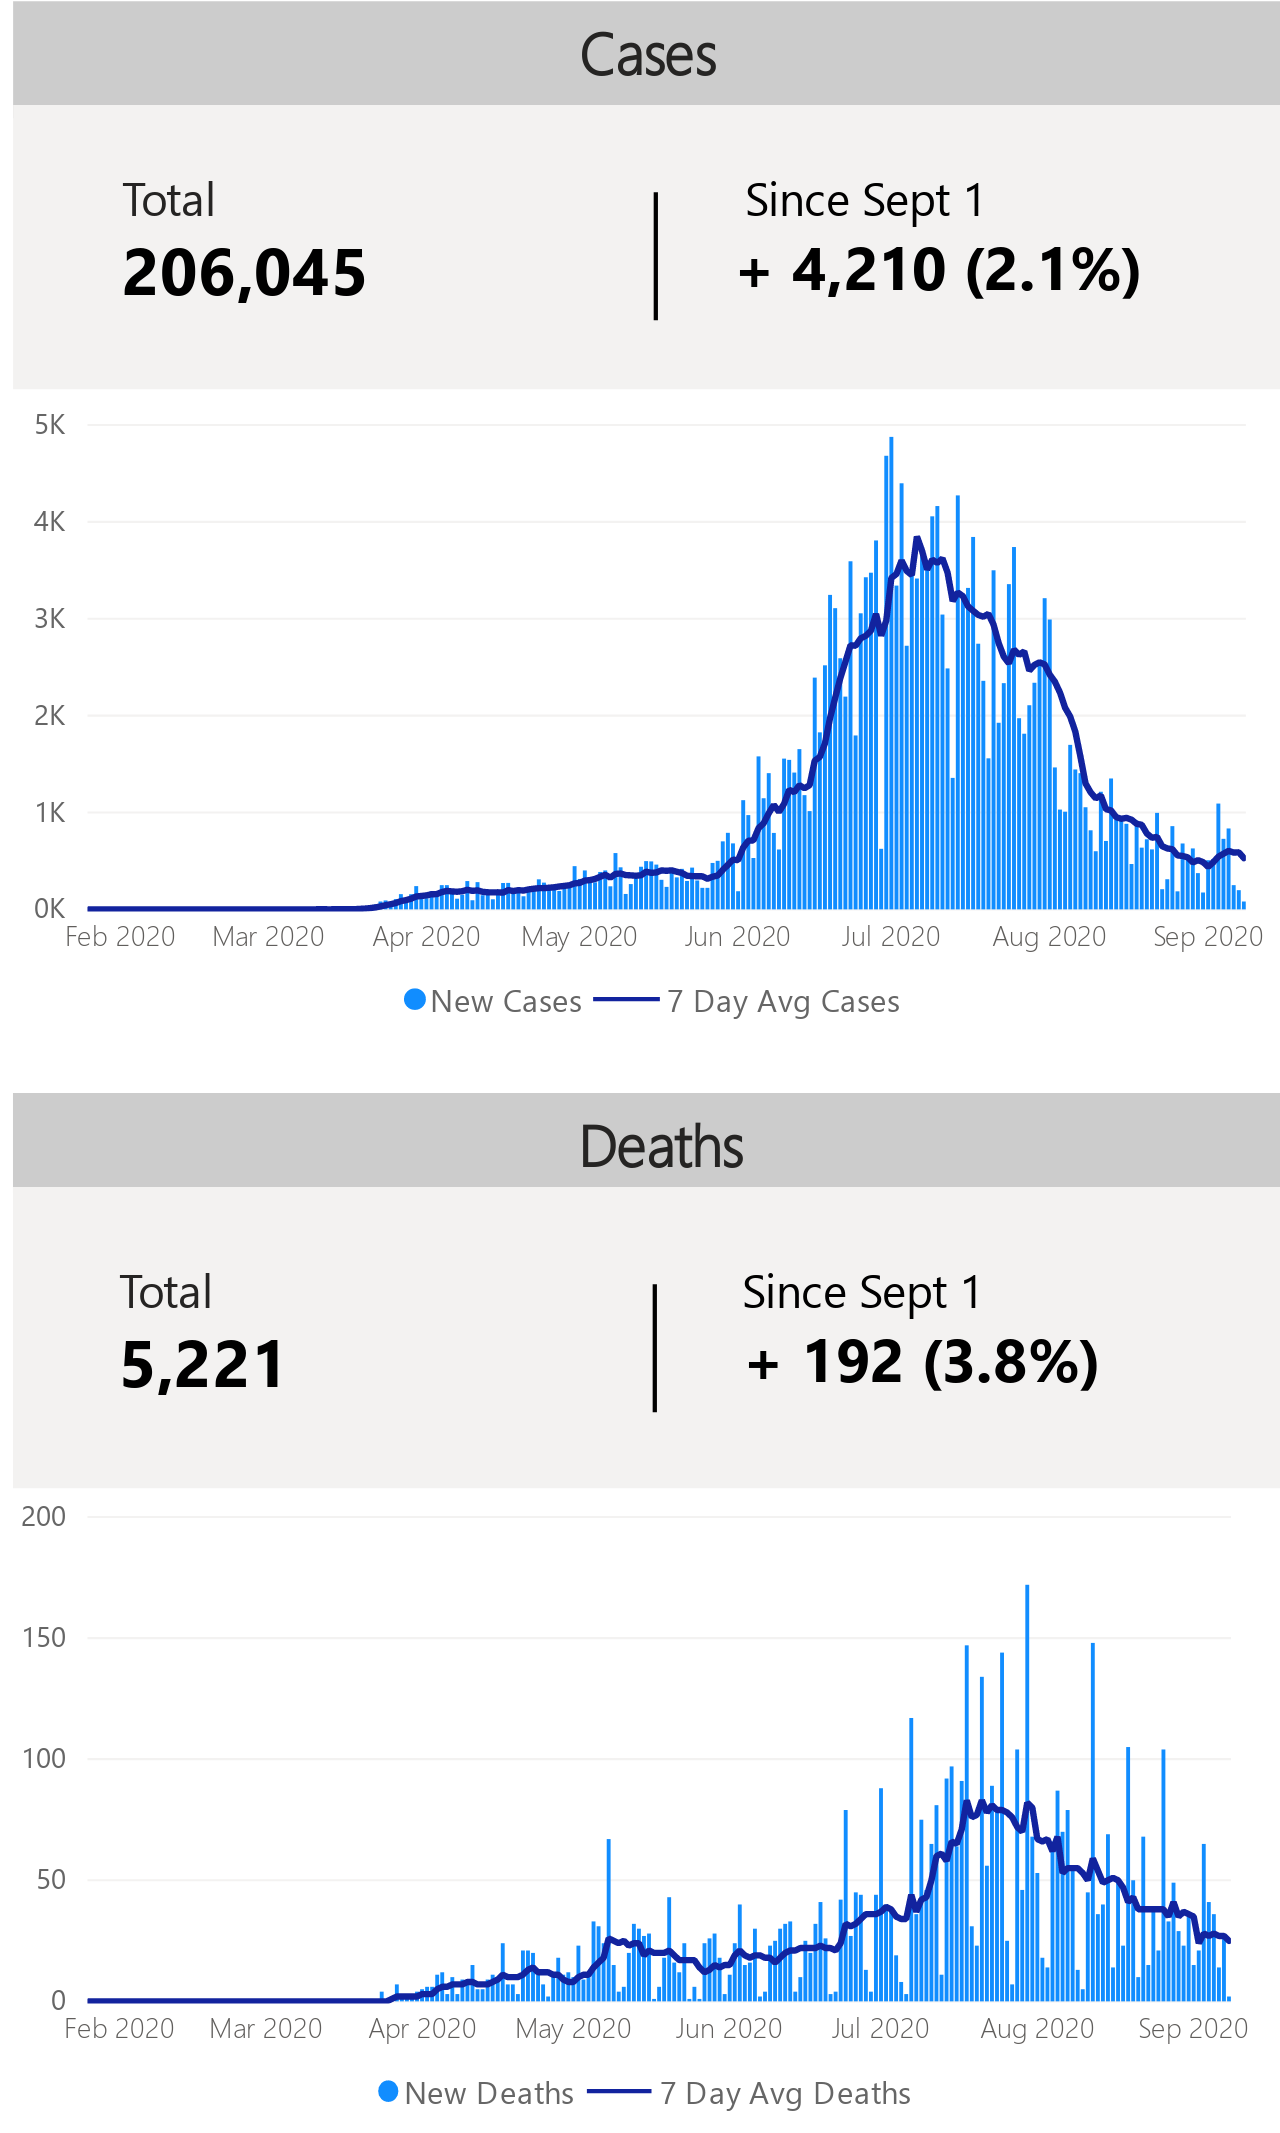 Cases
Total
Since Sept 1
206,045
+ 4,210 (2.1%)
5K
4K
3K
2K
1K
0K
Feb 2020 Mar 2020 Apr 2020 May 2020 Jun 2020 Jul 2020 Aug 2020 Sep 2020
New Cases 7 Day Avg Cases
Deaths
Total
Since Sept 1
5,221
+ 192 (3.8%)
200
150
100
50
0
Feb 2020 Mar 2020 Apr 2020 May 2020 Jun 2020 Jul 2020 Aug 2020 Sep 2020
New Deaths 7 Day Avg Deaths